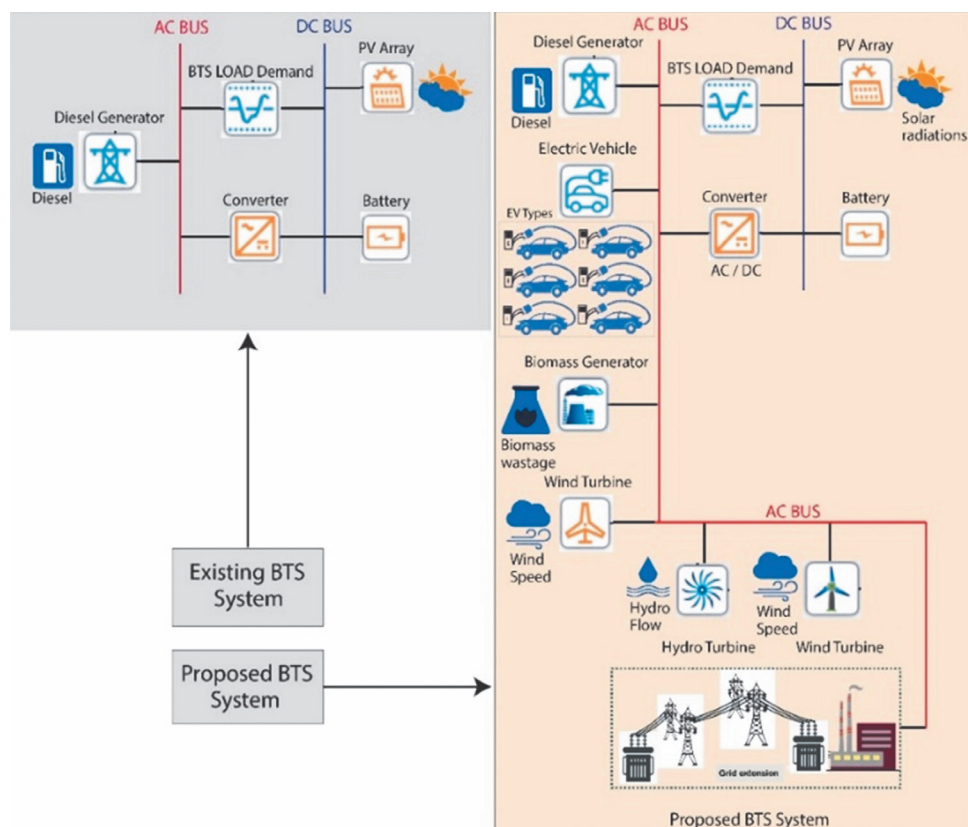 AC BUS
DC BUS
PV Array
BTS LOAD Demand
Diesel Generator
Diesel
Converter
Battery
Existing BTS
System
Proposed BTS
System
AC BUS
DC BUS
Diesel Generator
PV Array
BTS LOAD Demand
Diesel
Solar
radiations
Electric Vehicle
EV Types
Converter
Battery
AC / DC
Biomass Generator
Biomass
wastage
Wind Turbine
AC BUS
Wind
Speed
Hydro
Flow
Wind
Speed
Hydro Turbine
Wind Turbine
Grid extension
Proposed BTS System